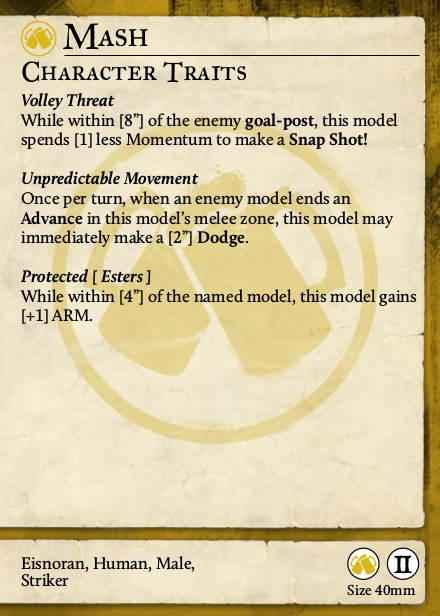 Mash
Character Traits
Volley Threat
While within [8”] of the enemy goal-post, this model
spends [1] less Momentum to make a Snap Shot!
Unpredictable Movement
Once per turn, when an enemy model ends an
Advance in this model’s melee zone, this model may
immediately make a [2”] Dodge.
Protected [ Esters ]
While within [4”] of the named model, this model gains
[+1] ARM.
Eisnoran, Human, Male,
Striker
II
Size 40mm